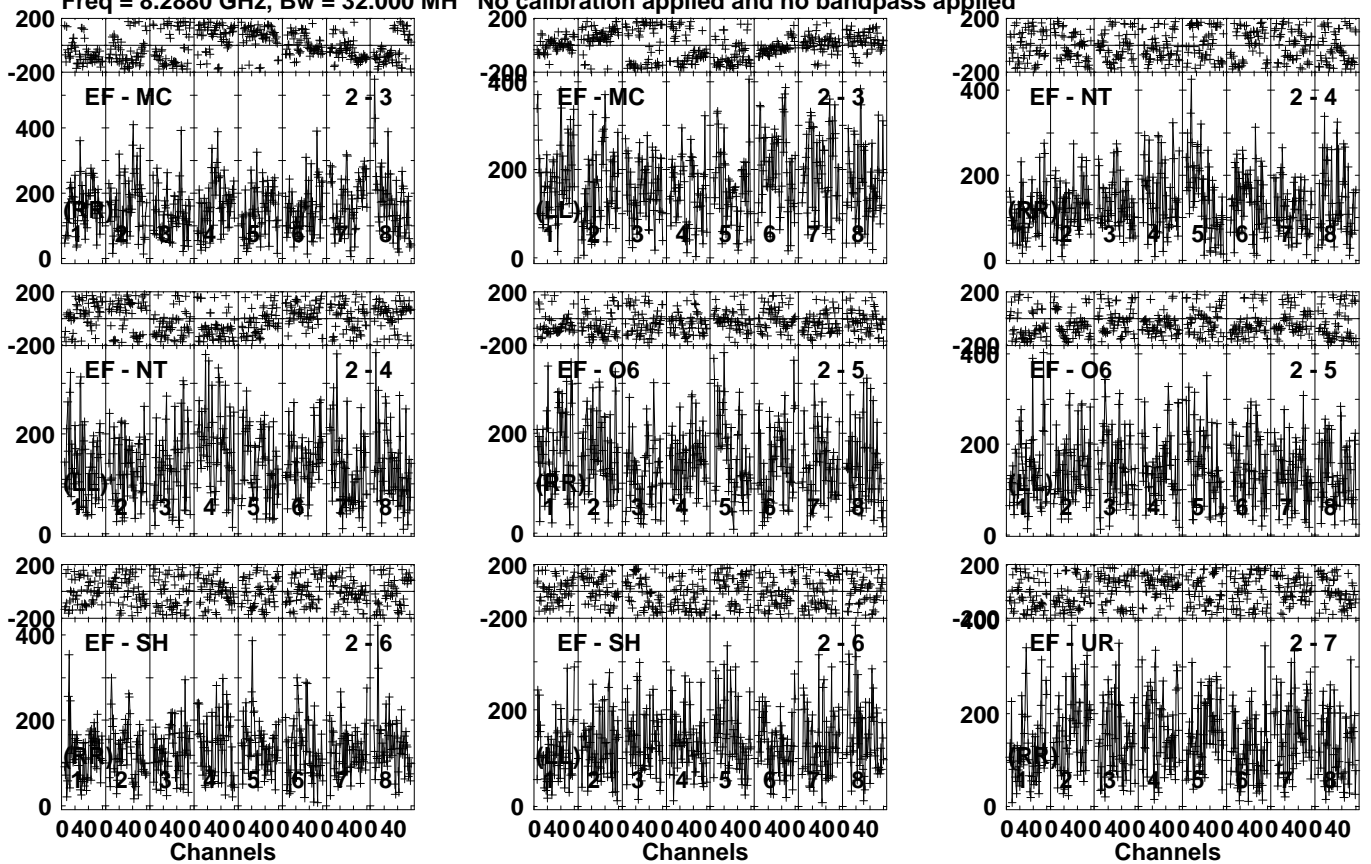 Freq = 8.2880 GHz, Bw = 32.000 MH No calibration applied and no bandpass applied
200
-200
EF - MC 2 - 3
400
200
0
(RR)
1 2 3 4 5 6 7 8
200
-200
400
EF - MC 2 - 3
200
0
(LL)
1 2 3 4 5 6 7 8
200
-200
400
EF - NT 2 - 4
200
0
(RR)
1 2 3 4 5 6 7 8
200
-200
EF - NT 2 - 4
200
0
(LL)
1 2 3 4 5 6 7 8
200
-200
EF - O6 2 - 5
200
0
(RR)
1 2 3 4 5 6 7 8
200
-200
400
EF - O6 2 - 5
200
0
(LL)
1 2 3 4 5 6 7 8
200
-200
400
EF - SH 2 - 6
200
0
(RR)
1 2 3 4 5 6 7 8
0 40 0 40 0 40 0 40 0 40 0 40 0 40 0 40
Channels
200
-200
EF - SH 2 - 6
200
0
(LL)
1 2 3 4 5 6 7 8
0 40 0 40 0 40 0 40 0 40 0 40 0 40 0 40
Channels
200
-200
400
EF - UR 2 - 7
200
0
(RR)
1 2 3 4 5 6 7 8
0 40 0 40 0 40 0 40 0 40 0 40 0 40 0 40
Channels